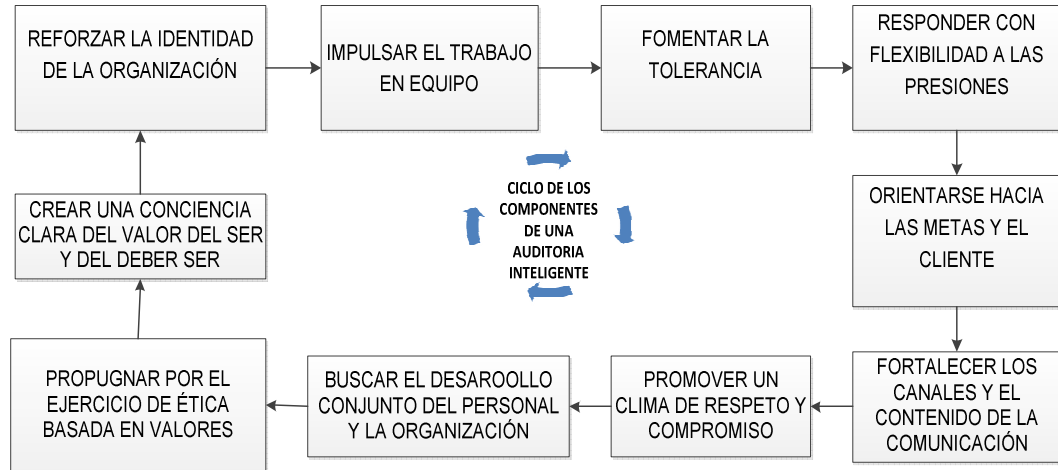 REFORZAR LA IDENTIDAD
DE LA ORGANIZACIÓN
IMPULSAR EL TRABAJO
EN EQUIPO
FOMENTAR LA
TOLERANCIA
RESPONDER CON
FLEXIBILIDAD A LAS
PRESIONES
ORIENTARSE HACIA
LAS METAS Y EL
CLIENTE
FORTALECER LOS
CANALES Y EL
CONTENIDO DE LA
COMUNICACIÓN
PROMOVER UN
CLIMA DE RESPETO Y
COMPROMISO
BUSCAR EL DESAROOLLO
CONJUNTO DEL PERSONAL
Y LA ORGANIZACIÓN
PROPUGNAR POR EL
EJERCICIO DE ÉTICA
BASADA EN VALORES
CREAR UNA CONCIENCIA
CLARA DEL VALOR DEL SER
Y DEL DEBER SER
CICLO DE LOS
COMPONENTES
DE UNA
AUDITORIA
INTELIGENTE